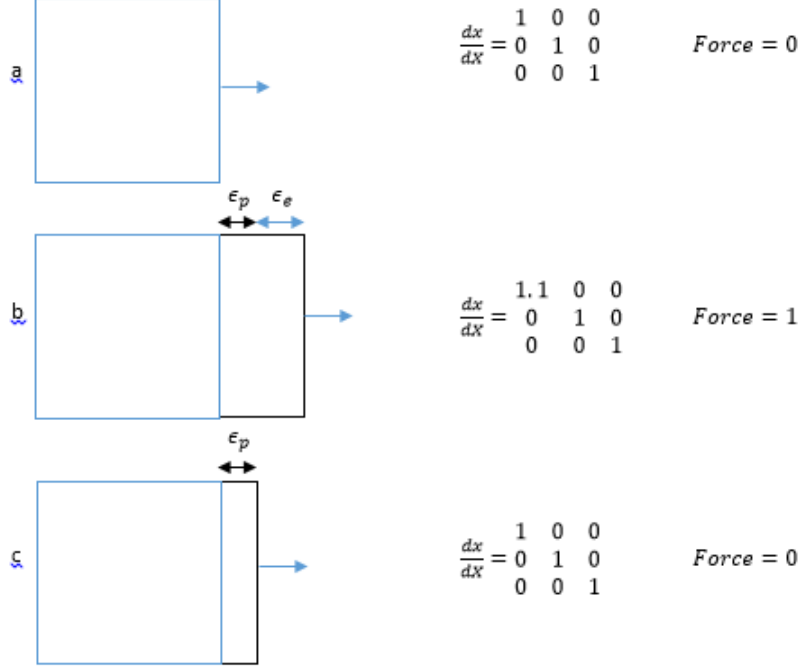 a
dx/dX = 1 0 0
0 1 0
0 0 1
Force = 0
ϵp ϵe
b
dx/dX = 1.1 0 0
0 1 0
0 0 1
Force = 1
ϵp
c
dx/dX = 1 0 0
0 1 0
0 0 1
Force = 0